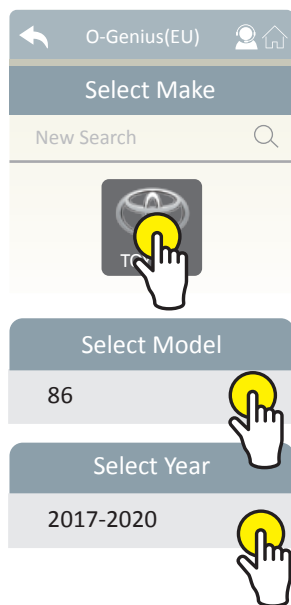 O-Genius(EU)
Select Make
New Search
Select Model
86
Select Year
2017-2020